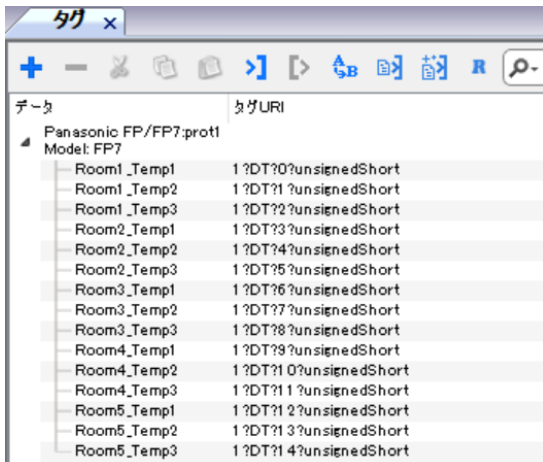 タグ
データ タグURI
Panasonic FP/FP7:prot1
Model: FP7
Room1_Temp1 1?DT?0?unsignedShort
Room1_Temp2 1?DT?1?unsignedShort
Room1_Temp3 1?DT?2?unsignedShort
Room2_Temp1 1?DT?3?unsignedShort
Room2_Temp2 1?DT?4?unsignedShort
Room2_Temp3 1?DT?5?unsignedShort
Room3_Temp1 1?DT?6?unsignedShort
Room3_Temp2 1?DT?7?unsignedShort
Room3_Temp3 1?DT?8?unsignedShort
Room4_Temp1 1?DT?9?unsignedShort
Room4_Temp2 1?DT?10?unsignedShort
Room4_Temp3 1?DT?11?unsignedShort
Room5_Temp1 1?DT?12?unsignedShort
Room5_Temp2 1?DT?13?unsignedShort
Room5_Temp3 1?DT?14?unsignedShort